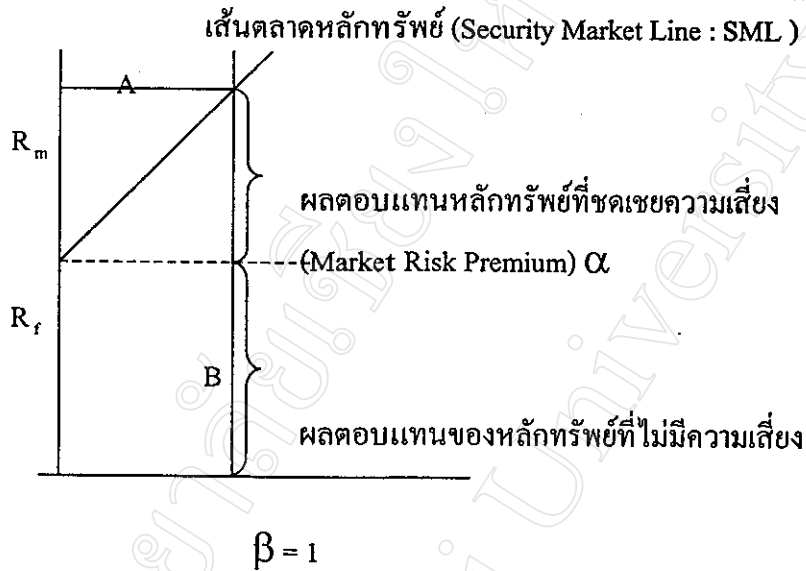 เส้นตลาดหลักทรัพย์ (Security Market Line : SML )
A
Rm
ผลตอบแทนหลักทรัพย์ที่ชดเชยความเสี่ยง
(Market Risk Premium) α
Rf
B
ผลตอบแทนของหลักทรัพย์ที่ไม่มีความเสี่ยง
β = 1